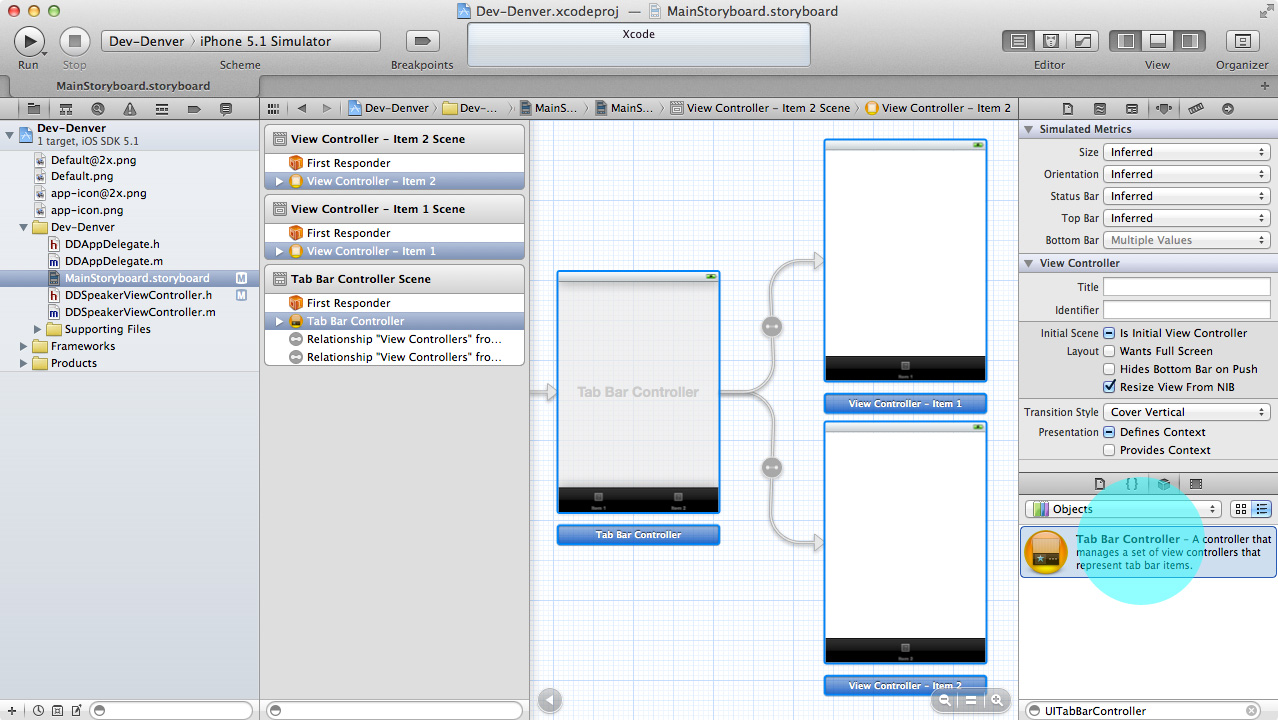 Dev-Denver.xcodeproj — MainStoryboard.storyboard
Dev-Denver › iPhone 5.1 Simulator
Xcode
Run
Stop
Scheme
Breakpoints
Editor
View
Organizer
MainStoryboard.storyboard
Dev-Denver
Dev-...
MainS...
MainS...
View Controller - Item 2 Scene
View Controller - Item 2
Dev-Denver
1 target, iOS SDK 5.1
Default@2x.png
Default.png
app-icon@2x.png
app-icon.png
Dev-Denver
DDAppDelegate.h
DDAppDelegate.m
MainStoryboard.storyboard M
DDSpeakerViewController.h M
DDSpeakerViewController.m
Supporting Files
Frameworks
Products
View Controller - Item 2 Scene
First Responder
View Controller - Item 2
View Controller - Item 1 Scene
First Responder
View Controller - Item 1
Tab Bar Controller Scene
First Responder
Tab Bar Controller
Relationship "View Controllers" fro...
Relationship "View Controllers" fro...
Tab Bar Controller
Item 1
Item 2
Tab Bar Controller
Item 1
View Controller - Item 1
Item 2
View Controller - Item 2
Simulated Metrics
Size Inferred
Orientation Inferred
Status Bar Inferred
Top Bar Inferred
Bottom Bar Multiple Values
View Controller
Title
Identifier
Initial Scene Is Initial View Controller
Layout Wants Full Screen
Hides Bottom Bar on Push
Resize View From NIB
Transition Style Cover Vertical
Presentation Defines Context
Provides Context
Objects
Tab Bar Controller - A controller that
manages a set of view controllers that
represent tab bar items.
UITabBarController